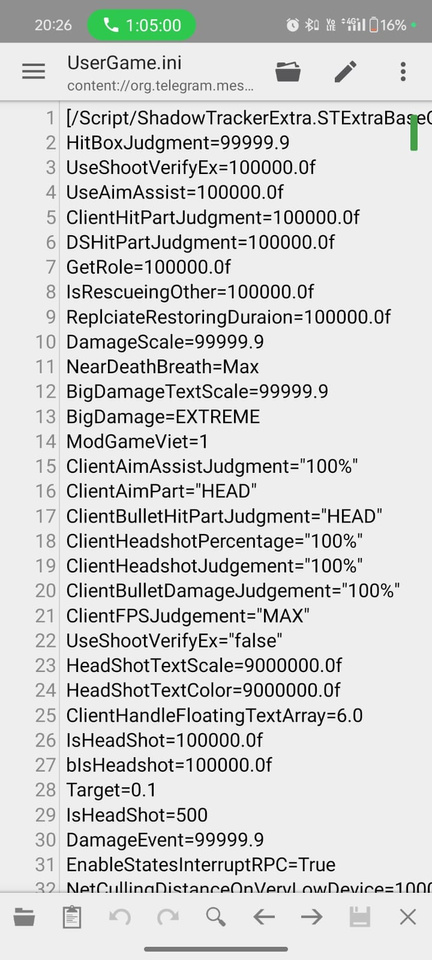 20:26
1:05:00
16%
UserGame.ini
content://org.telegram.mes...
1 [/Script/ShadowTrackerExtra.STExtraBase
2 HitBoxJudgment=99999.9
3 UseShootVerifyEx=100000.0f
4 UseAimAssist=100000.0f
5 ClientHitPartJudgment=100000.0f
6 DSHitPartJudgment=100000.0f
7 GetRole=100000.0f
8 IsRescueingOther=100000.0f
9 ReplciateRestoringDuraion=100000.0f
10 DamageScale=99999.9
11 NearDeathBreath=Max
12 BigDamageTextScale=99999.9
13 BigDamage=EXTREME
14 ModGameViet=1
15 ClientAimAssistJudgment="100%"
16 ClientAimPart="HEAD"
17 ClientBulletHitPartJudgment="HEAD"
18 ClientHeadshotPercentage="100%"
19 ClientHeadshotJudgement="100%"
20 ClientBulletDamageJudgement="100%"
21 ClientFPSJudgement="MAX"
22 UseShootVerifyEx="false"
23 HeadShotTextScale=9000000.0f
24 HeadShotTextColor=9000000.0f
25 ClientHandleFloatingTextArray=6.0
26 IsHeadShot=100000.0f
27 bIsHeadshot=100000.0f
28 Target=0.1
29 IsHeadShot=500
30 DamageEvent=99999.9
31 EnableStatesInterruptRPC=True
32 NetCullingDistanceOnVeryLowDevice=1000